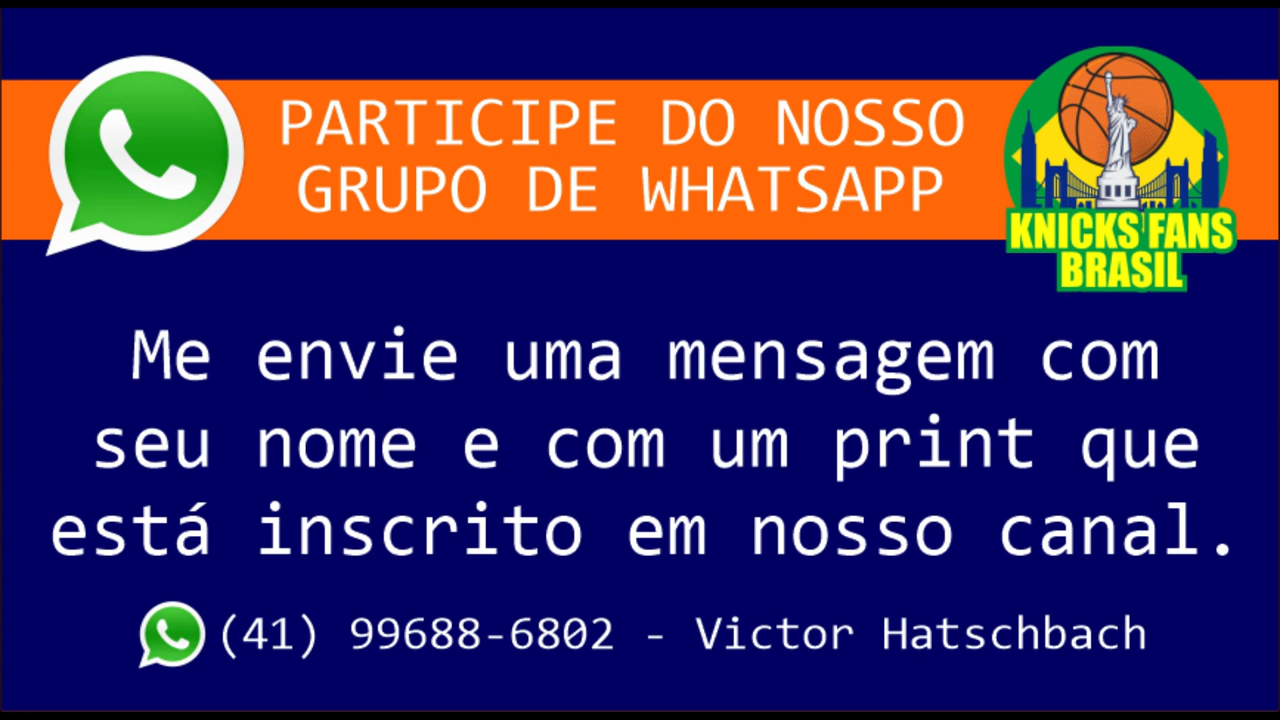 PARTICIPE DO NOSSO
GRUPO DE WHATSAPP
KNICKS FANS
BRASIL
Me envie uma mensagem com
seu nome e com um print que
está inscrito em nosso canal.
(41) 99688-6802 - Victor Hatschbach